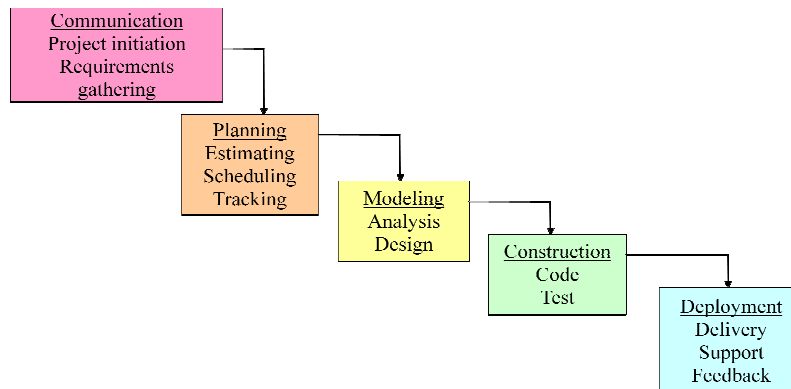 Communication
Project initiation
Requirements
gathering
Planning
Estimating
Scheduling
Tracking
Modeling
Analysis
Design
Construction
Code
Test
Deployment
Delivery
Support
Feedback